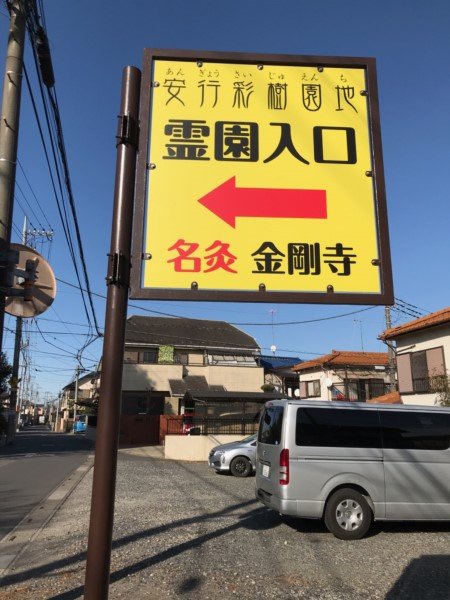 あん ぎょう さい じゅ えん ち
安行彩樹園地
霊園入口
名灸 金剛寺